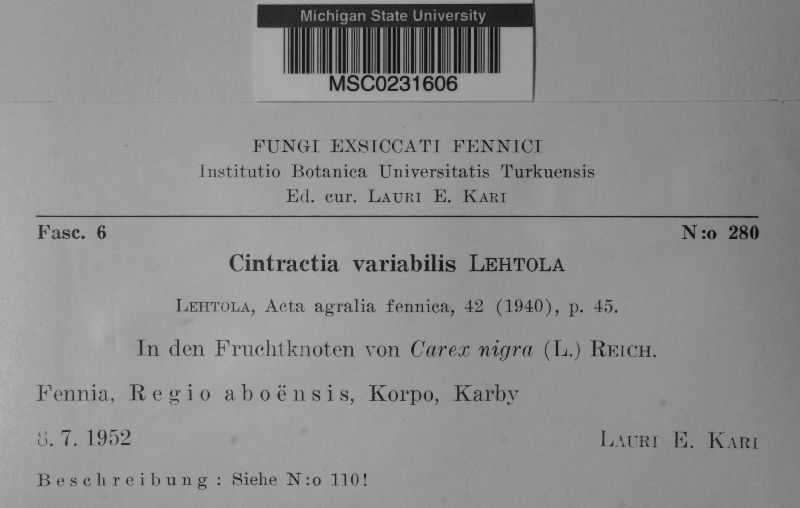 Michigan State University
MSC0231606
FUNGI EXSICCATI FENNICI
Institutio Botanica Universitatis Turkuensis
Ed. cur. LAURI E. KARI
Fasc. 6 N:o 280
Cintractia variabilis LEHTOLA
LEHTOLA, Acta agralia fennica, 42 (1940), p. 45.
In den Fruchtknoten von Carex nigra (L.) REICH.
Fennia, Regio aboënsis, Korpo, Karby
8. 7. 1952 LAURI E. KARI
Beschreibung: Siehe N:o 110!